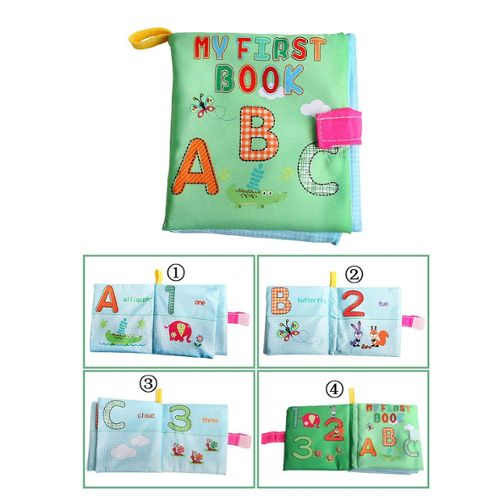 MY FIRST
BOOK
A B C
①
A alligator 1 one
②
B butterfly 2 two
③
C cloud 3 three
④
1 2 3
MY FIRST
BOOK
A B C